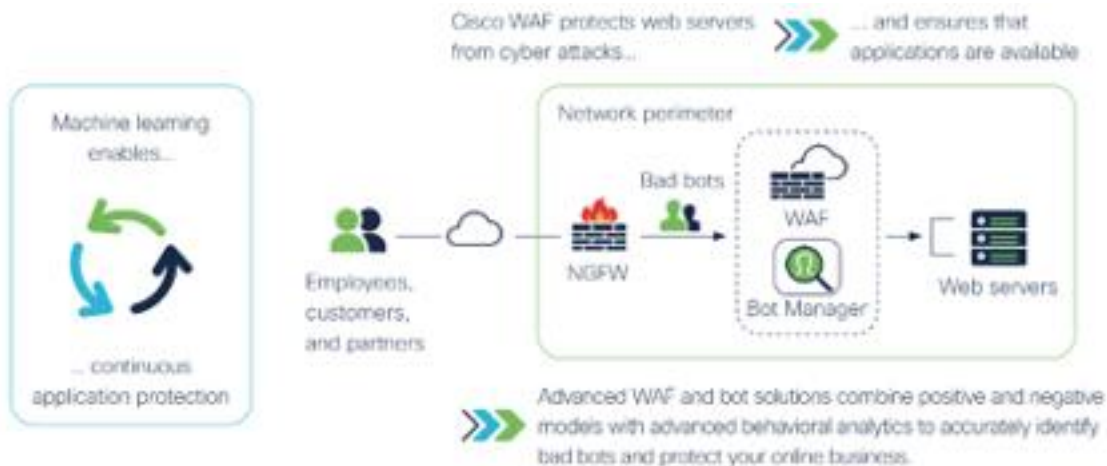 Cisco WAF protects web servers
from cyber attacks...
... and ensures that
applications are available
Machine learning
enables...
... continuous
application protection
Employees,
customers,
and partners
Network perimeter
NGFW
Bad bots
WAF
Bot Manager
Web servers
Advanced WAF and bot solutions combine positive and negative
models with advanced behavioral analytics to accurately identify
bad bots and protect your online business.